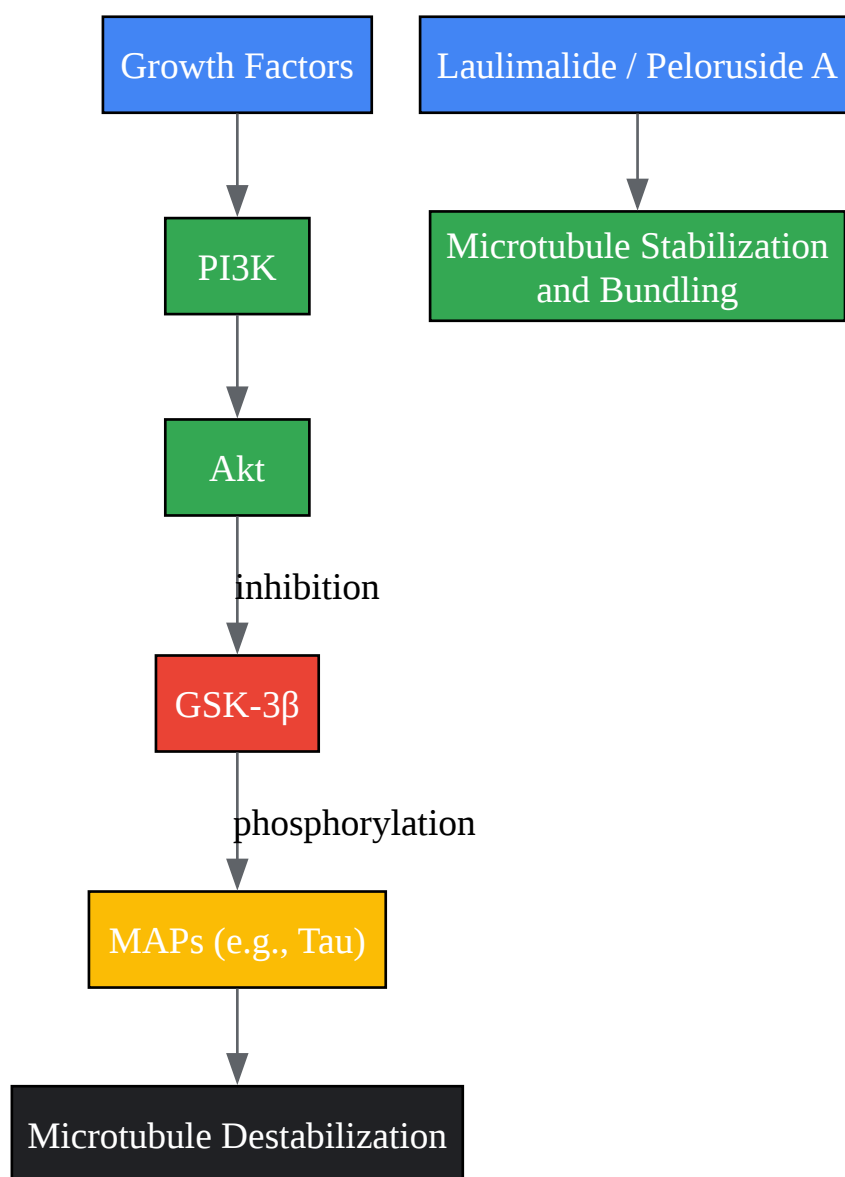 Growth Factors
Laulimalide / Peloruside A
PI3K
Microtubule Stabilization
and Bundling
Akt
inhibition
GSK-3β
phosphorylation
MAPs (e.g., Tau)
Microtubule Destabilization